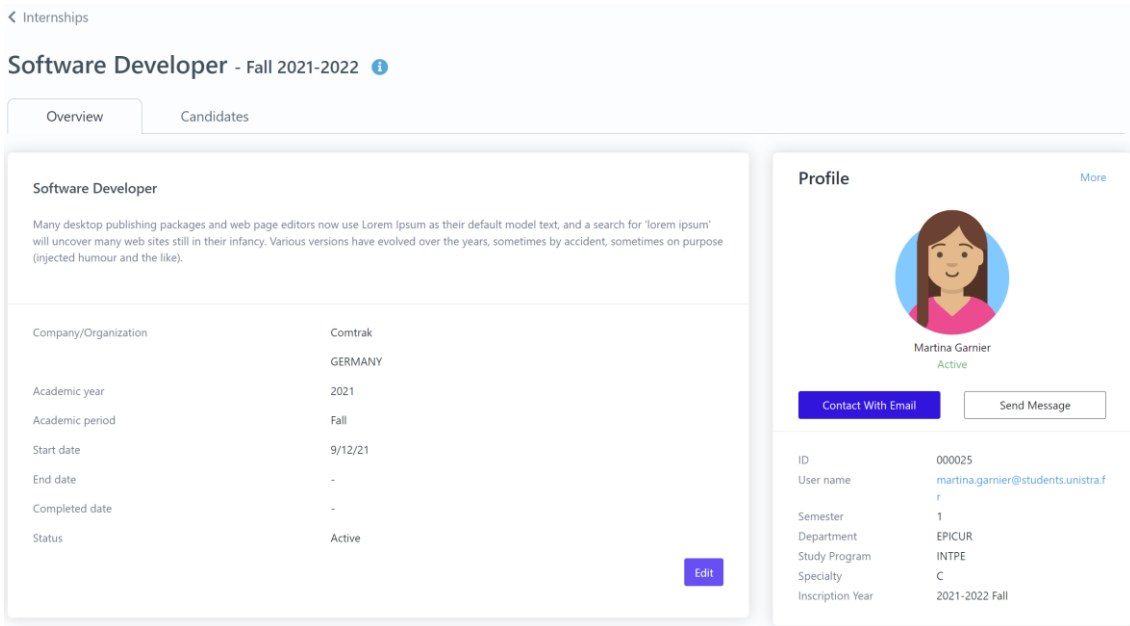 Internships
Software Developer - Fall 2021-2022
Overview Candidates
Software Developer
Many desktop publishing packages and web page editors now use Lorem Ipsum as their default model text, and a search for 'lorem ipsum'
will uncover many web sites still in their infancy. Various versions have evolved over the years, sometimes by accident, sometimes on purpose
(injected humour and the like).
Company/Organization Comtrak
GERMANY
Academic year 2021
Academic period Fall
Start date 9/12/21
End date -
Completed date -
Status Active
Edit
Profile More
Martina Garnier
Active
Contact With Email Send Message
ID 000025
User name martina.garnier@students.unistra.f
r
Semester 1
Department EPICUR
Study Program INTPE
Specialty C
Inscription Year 2021-2022 Fall